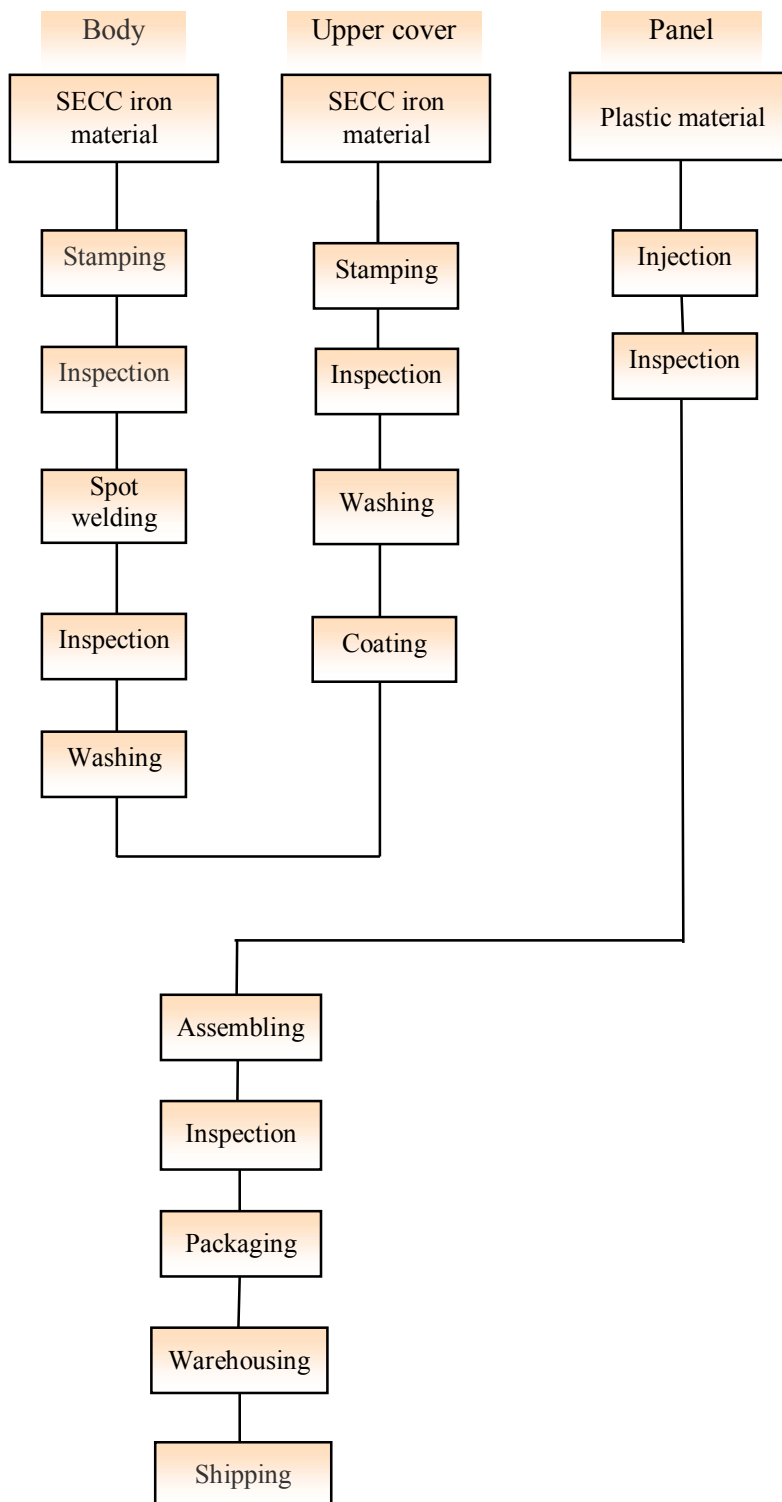 Body
Upper cover
Panel
SECC iron
material
SECC iron
material
Plastic material
Stamping
Stamping
Injection
Inspection
Inspection
Inspection
Spot
welding
Washing
Inspection
Coating
Washing
Assembling
Inspection
Packaging
Warehousing
Shipping